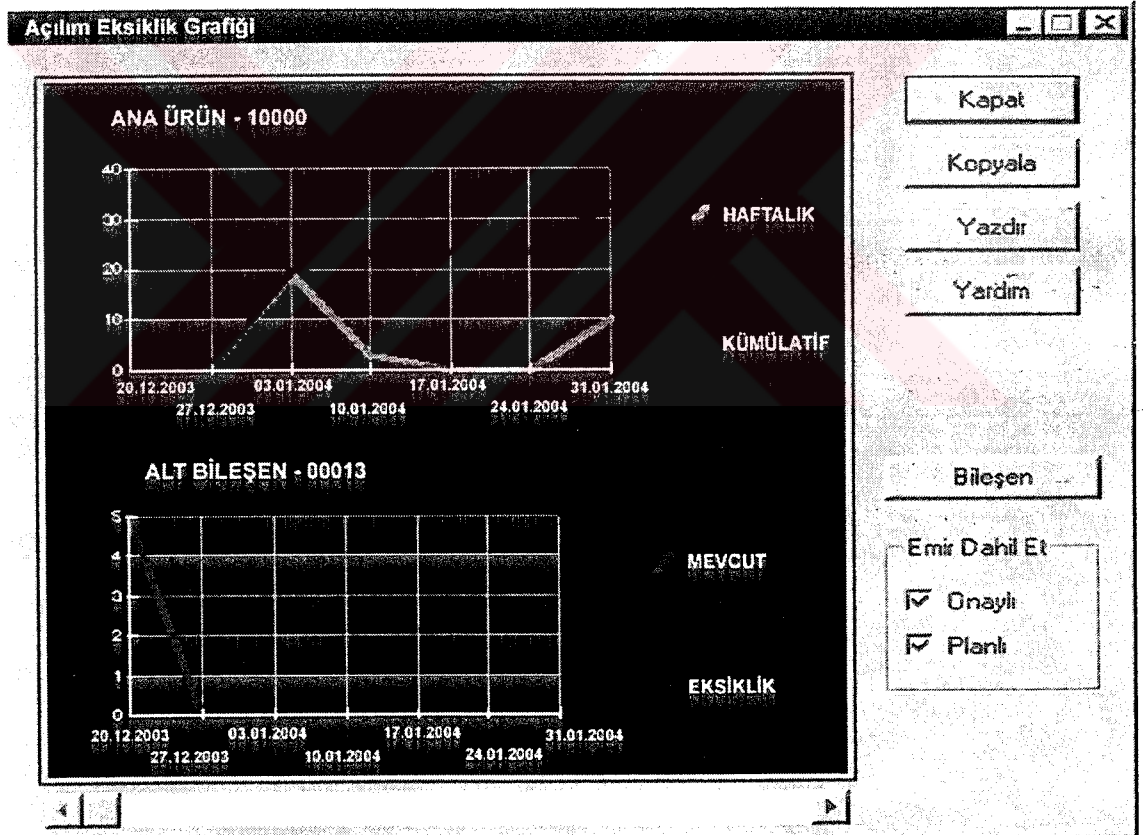 Açılım Eksiklik Grafiği
ANA ÜRÜN - 10000
40
30
20
10
0
20.12.2003
03.01.2004
17.01.2004
31.01.2004
27.12.2003
10.01.2004
24.01.2004
HAFTALIK
KÜMÜLATİF
ALT BİLEŞEN - 00013
5
4
3
2
1
0
20.12.2003
03.01.2004
17.01.2004
31.01.2004
27.12.2003
10.01.2004
24.01.2004
MEVCUT
EKSİKLİK
Kapat
Kopyala
Yazdır
Yardım
Bileşen
Emir Dahil Et
Onaylı
Planlı